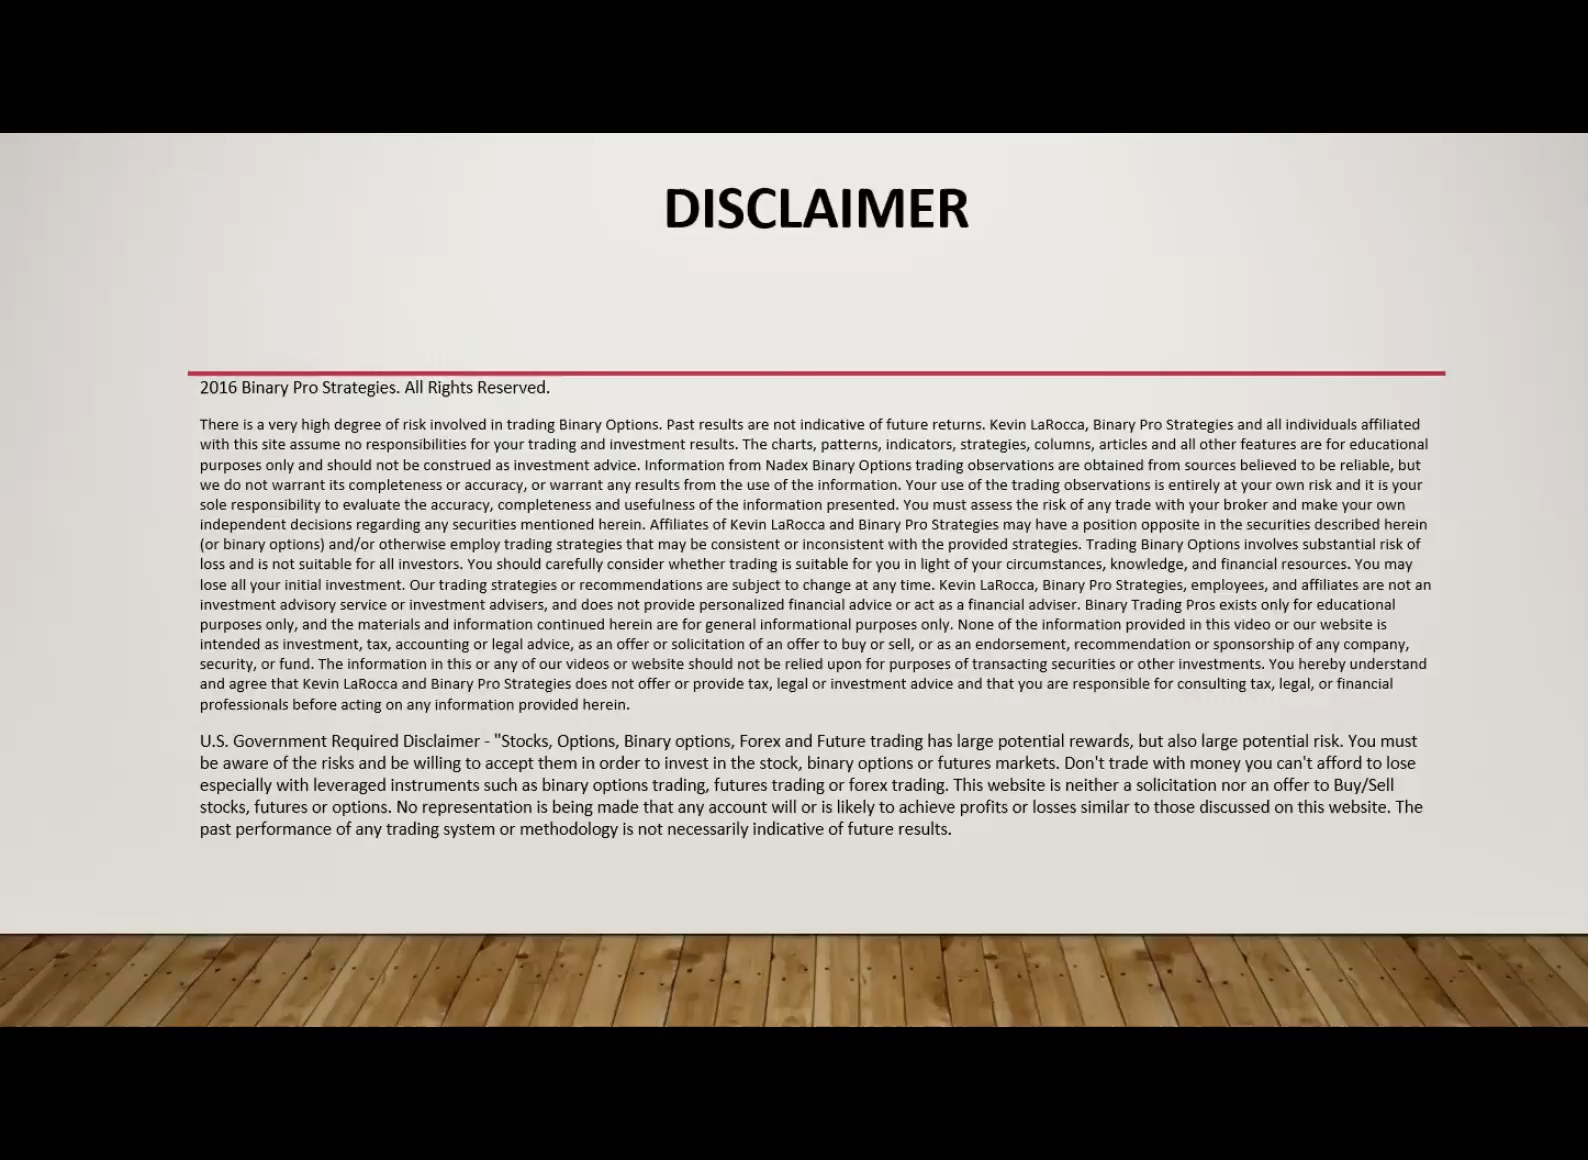 DISCLAIMER
2016 Binary Pro Strategies. All Rights Reserved.
There is a very high degree of risk involved in trading Binary Options. Past results are not indicative of future returns. Kevin LaRocca, Binary Pro Strategies and all individuals affiliated
with this site assume no responsibilities for your trading and investment results. The charts, patterns, indicators, strategies, columns, articles and all other features are for educational
purposes only and should not be construed as investment advice. Information from Nadex Binary Options trading observations are obtained from sources believed to be reliable, but
we do not warrant its completeness or accuracy, or warrant any results from the use of the information. Your use of the trading observations is entirely at your own risk and it is your
sole responsibility to evaluate the accuracy, completeness and usefulness of the information presented. You must assess the risk of any trade with your broker and make your own
independent decisions regarding any securities mentioned herein. Affiliates of Kevin LaRocca and Binary Pro Strategies may have a position opposite in the securities described herein
(or binary options) and/or otherwise employ trading strategies that may be consistent or inconsistent with the provided strategies. Trading Binary Options involves substantial risk of
loss and is not suitable for all investors. You should carefully consider whether trading is suitable for you in light of your circumstances, knowledge, and financial resources. You may
lose all your initial investment. Our trading strategies or recommendations are subject to change at any time. Kevin LaRocca, Binary Pro Strategies, employees, and affiliates are not an
investment advisory service or investment advisers, and does not provide personalized financial advice or act as a financial adviser. Binary Trading Pros exists only for educational
purposes only, and the materials and information continued herein are for general informational purposes only. None of the information provided in this video or our website is
intended as investment, tax, accounting or legal advice, as an offer or solicitation of an offer to buy or sell, or as an endorsement, recommendation or sponsorship of any company,
security, or fund. The information in this or any of our videos or website should not be relied upon for purposes of transacting securities or other investments. You hereby understand
and agree that Kevin LaRocca and Binary Pro Strategies does not offer or provide tax, legal or investment advice and that you are responsible for consulting tax, legal, or financial
professionals before acting on any information provided herein.
U.S. Government Required Disclaimer - "Stocks, Options, Binary options, Forex and Future trading has large potential rewards, but also large potential risk. You must
be aware of the risks and be willing to accept them in order to invest in the stock, binary options or futures markets. Don't trade with money you can't afford to lose
especially with leveraged instruments such as binary options trading, futures trading or forex trading. This website is neither a solicitation nor an offer to Buy/Sell
stocks, futures or options. No representation is being made that any account will or is likely to achieve profits or losses similar to those discussed on this website. The
past performance of any trading system or methodology is not necessarily indicative of future results.